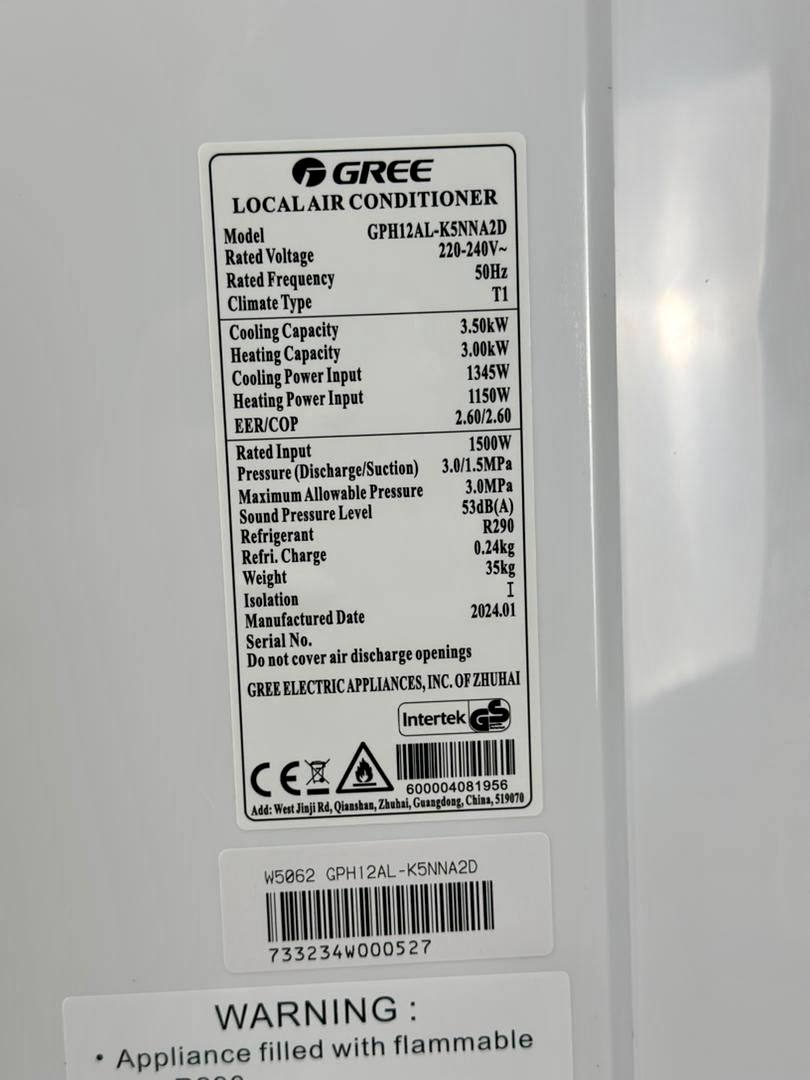 GREE
LOCAL AIR CONDITIONER
Model GPH12AL-K5NNA2D
Rated Voltage 220-240V~
Rated Frequency 50Hz
Climate Type T1
Cooling Capacity 3.50kW
Heating Capacity 3.00kW
Cooling Power Input 1345W
Heating Power Input 1150W
EER/COP 2.60/2.60
Rated Input 1500W
Pressure (Discharge/Suction) 3.0/1.5MPa
Maximum Allowable Pressure 3.0MPa
Sound Pressure Level 53dB(A)
Refrigerant R290
Refri. Charge 0.24kg
Weight 35kg
Isolation I
Manufactured Date 2024.01
Serial No.
Do not cover air discharge openings
GREE ELECTRIC APPLIANCES, INC. OF ZHUHAI
Intertek GS
CE
600004081956
Add: West Jinji Rd, Qianshan, Zhuhai, Guangdong, China, 519070
W5062 GPH12AL-K5NNA2D
733234W000527
WARNING :
• Appliance filled with flammable